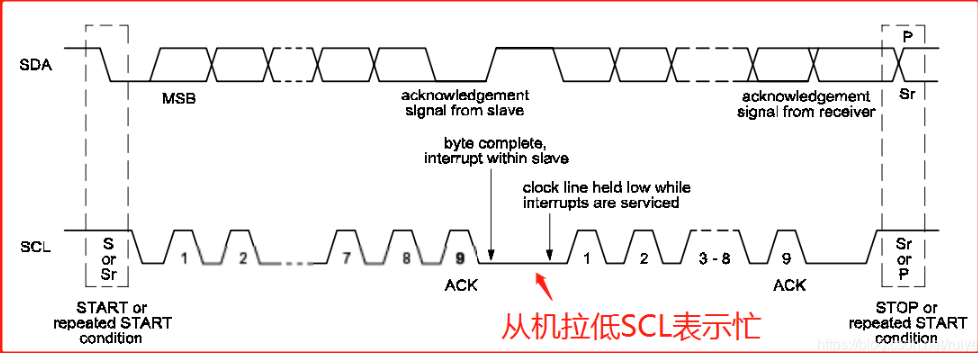 P
SDA
MSB
acknowledgement
signal from slave
acknowledgement
signal from receiver
Sr
byte complete,
interrupt within slave
clock line held low while
interrupts are serviced
SCL
S
or
Sr
1
2
7
8
9
1
2
3 - 8
9
Sr
or
P
ACK
ACK
START or
repeated START
condition
从机拉低SCL表示忙
STOP or
repeated START
condition